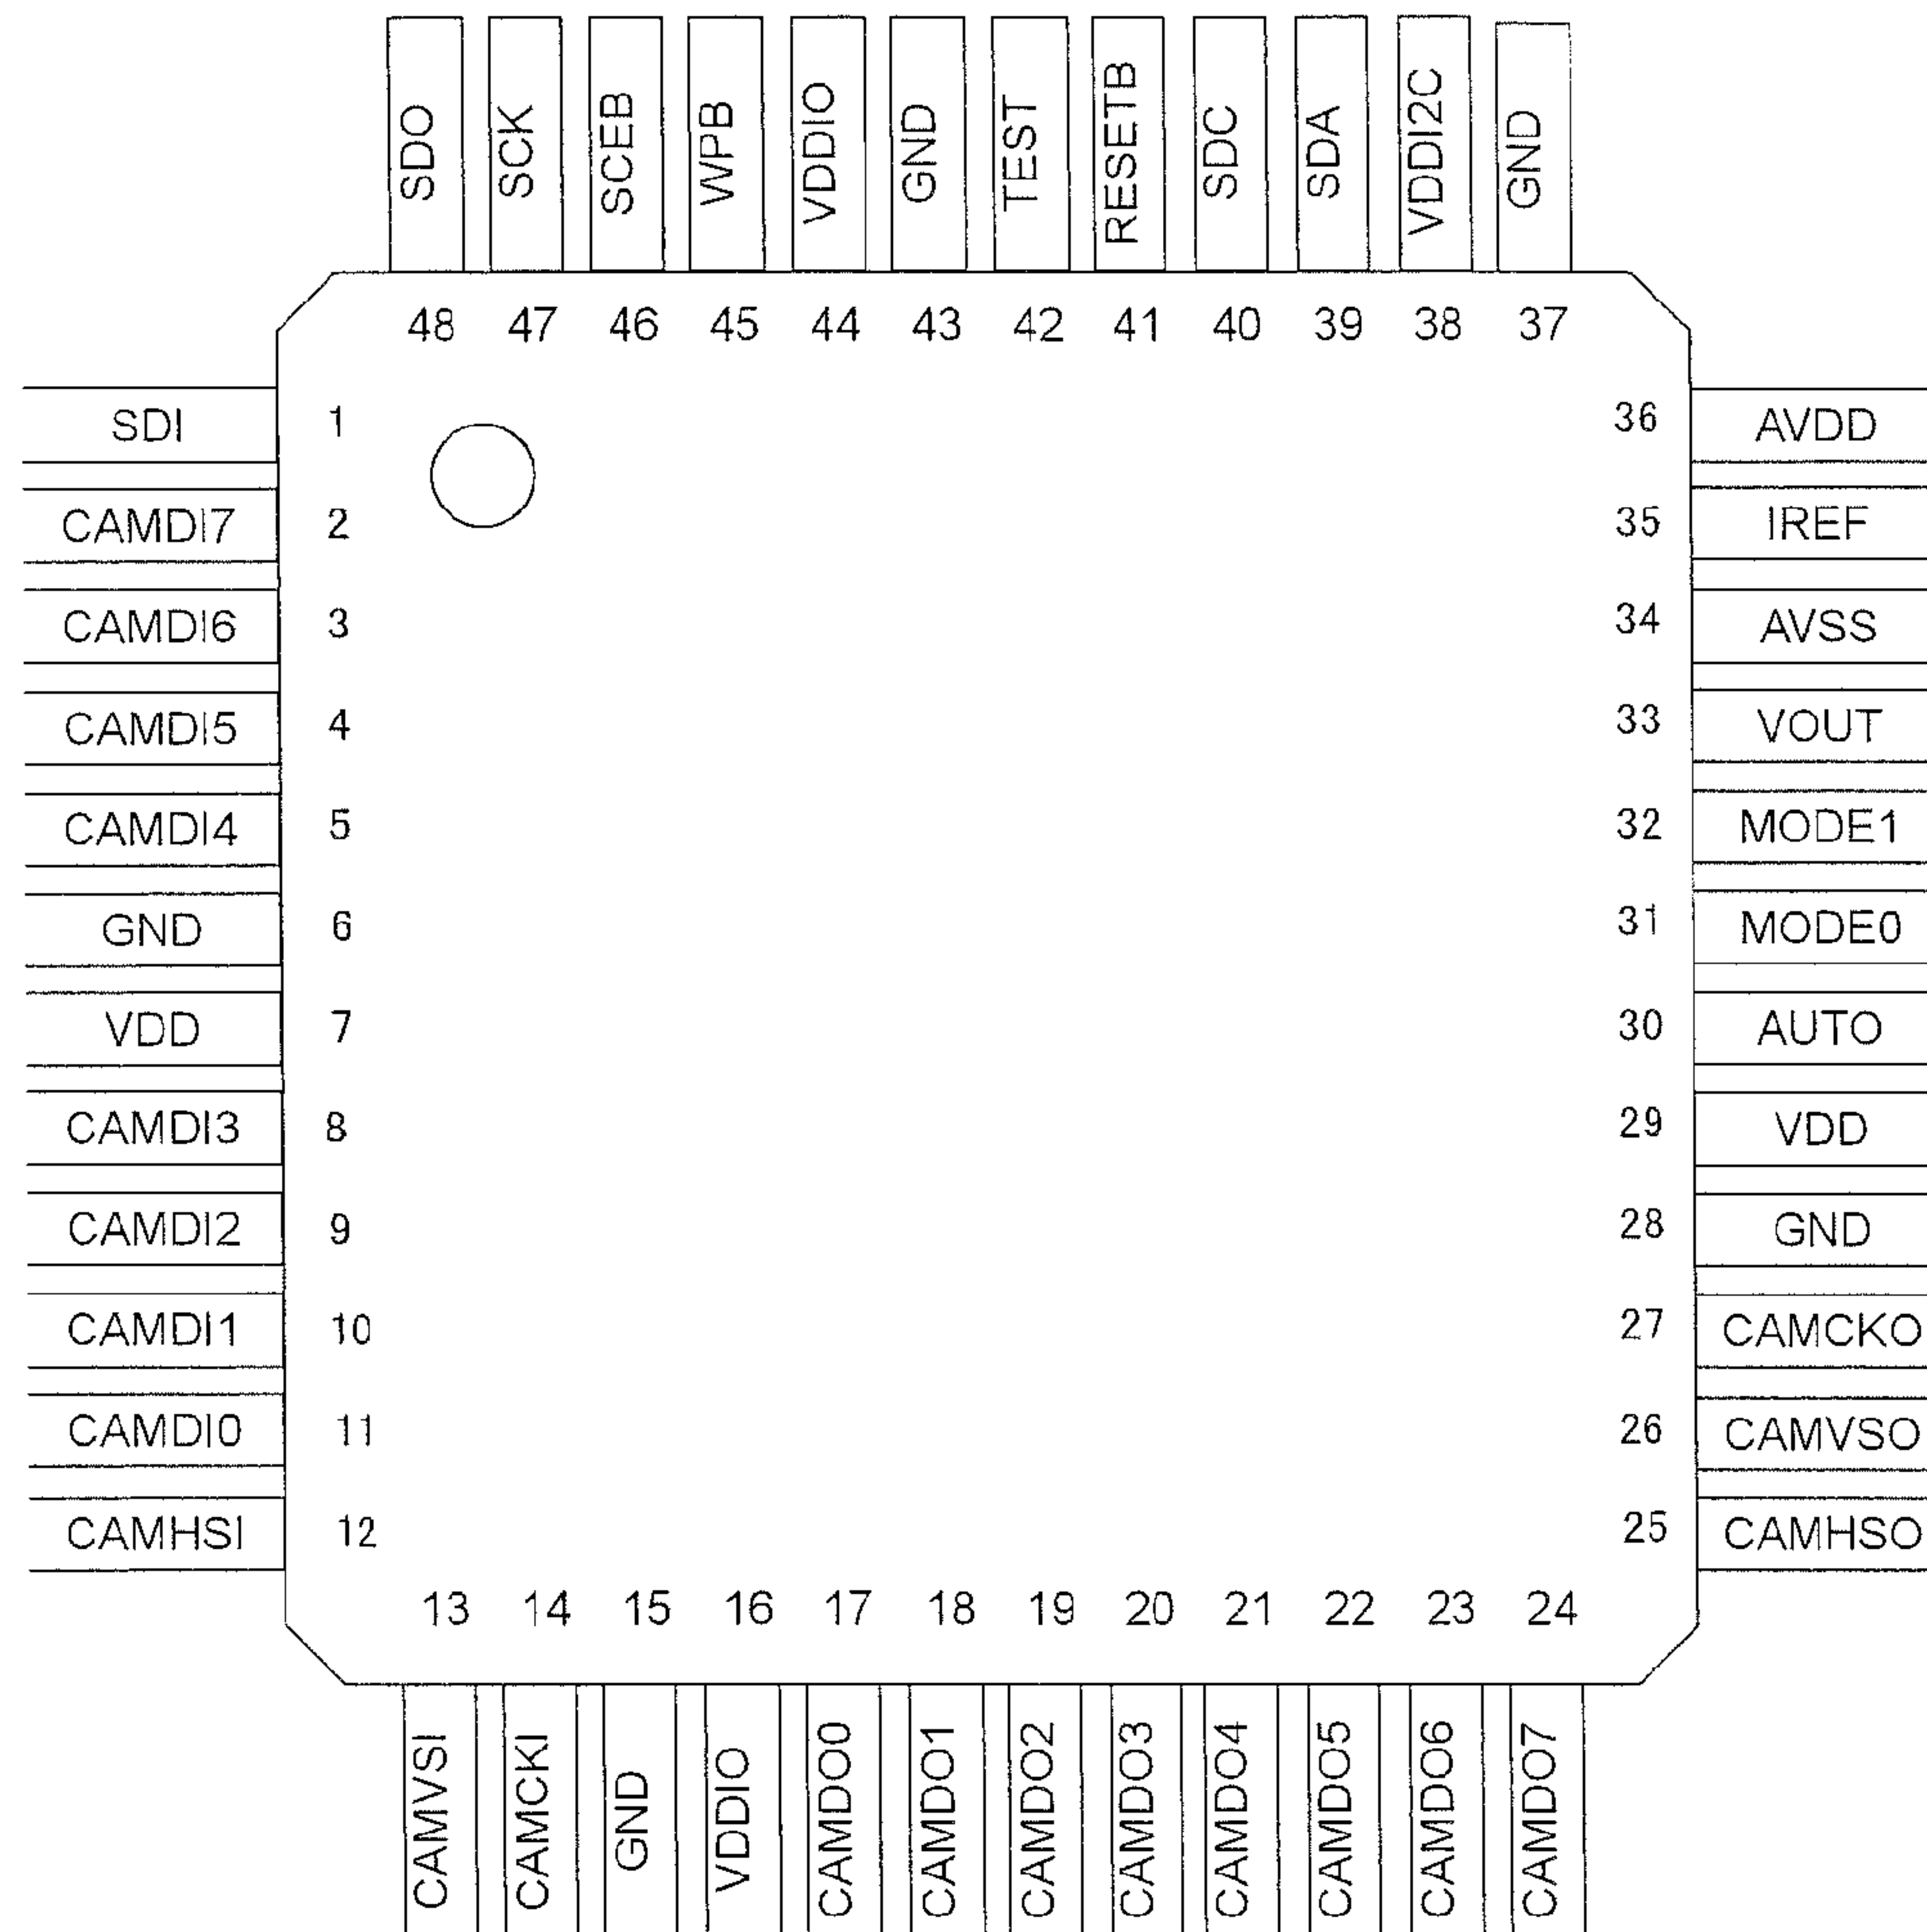 SDO SCK SCEB WPB VDDIO GND TEST RESETB SDC SDA VDDI2C GND
48 47 46 45 44 43 42 41 40 39 38 37
SDI 1 36 AVDD
CAMDI7 2 35 IREF
CAMDI6 3 34 AVSS
CAMDI5 4 33 VOUT
CAMDI4 5 32 MODE1
GND 6 31 MODE0
VDD 7 30 AUTO
CAMDI3 8 29 VDD
CAMDI2 9 28 GND
CAMDI1 10 27 CAMCKO
CAMDI0 11 26 CAMVSO
CAMHSI 12 25 CAMHSO
13 14 15 16 17 18 19 20 21 22 23 24
CAMVSI CAMCKI GND VDDIO CAMDO0 CAMDO1 CAMDO2 CAMDO3 CAMDO4 CAMDO5 CAMDO6 CAMDO7